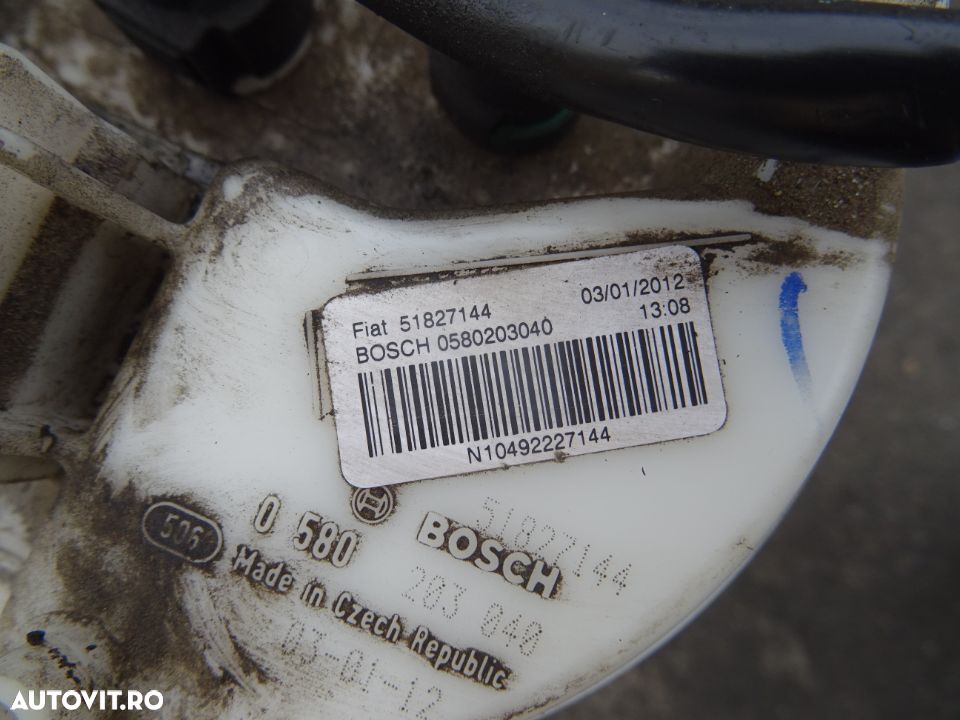 Fiat 51827144 03/01/2012
BOSCH 0580203040 13:08
N10492227144
506
0 580
BOSCH
51827144
203 040
Made in Czech Republic
03-01-12
AUTOVIT.RO